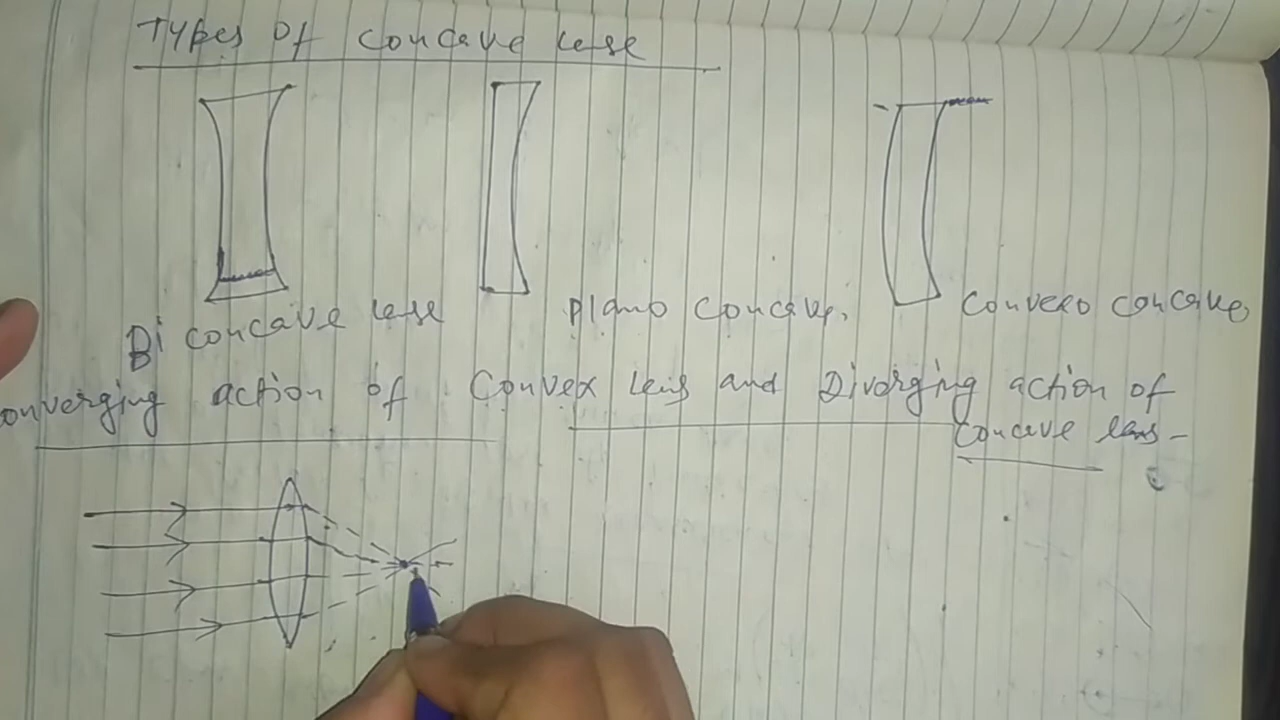 Types of concave lense
Bi concave lense
plano concave.
convexo concave,
onverging action of convex lens and Diverging action of
concave lens-